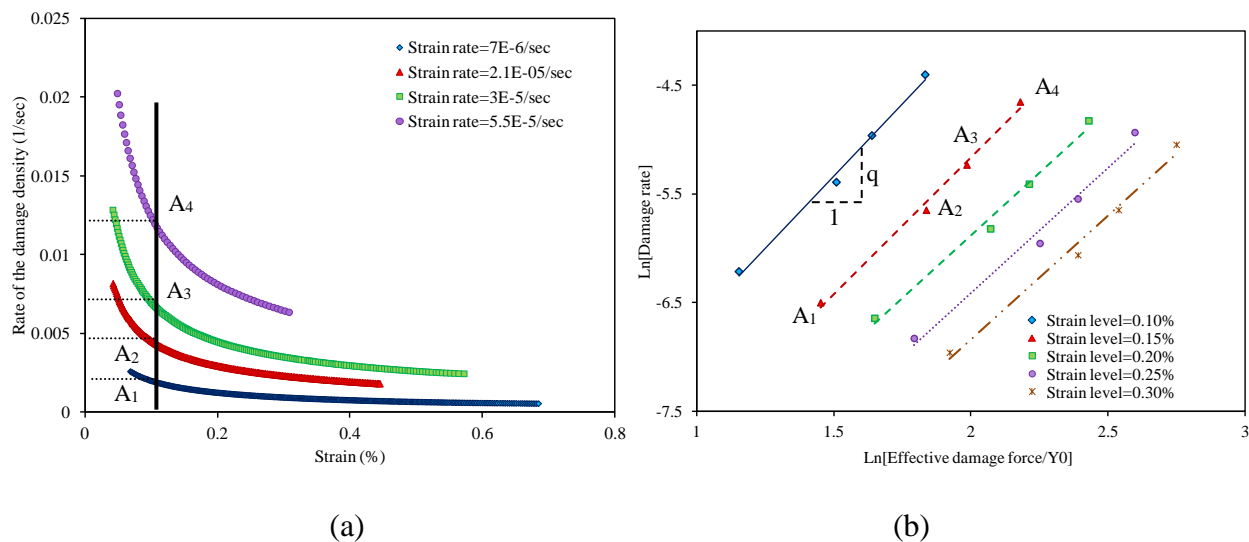 0.025
0.02
0.015
0.01
0.005
0
0
0.2
0.4
0.6
0.8
Rate of the damage density (1/sec)
Strain (%)
Strain rate=7E-6/sec
Strain rate=2.1E-05/sec
Strain rate=3E-5/sec
Strain rate=5.5E-5/sec
A4
A3
A2
A1
(a)
-4.5
-5.5
-6.5
-7.5
1
1.5
2
2.5
3
Ln[Damage rate]
Ln[Effective damage force/Y0]
A4
A3
A2
A1
q
1
Strain level=0.10%
Strain level=0.15%
Strain level=0.20%
Strain level=0.25%
Strain level=0.30%
(b)